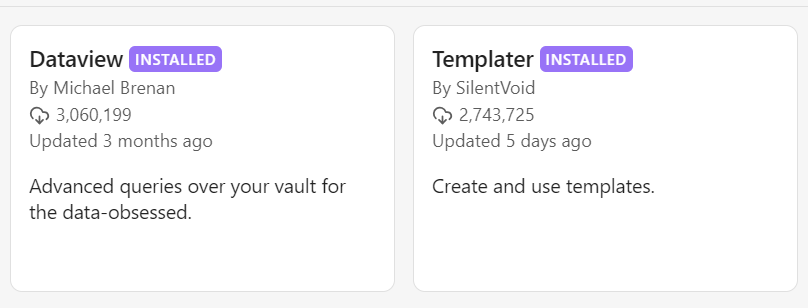 Dataview INSTALLED
By Michael Brenan
3,060,199
Updated 3 months ago
Advanced queries over your vault for
the data-obsessed.
Templater INSTALLED
By SilentVoid
2,743,725
Updated 5 days ago
Create and use templates.